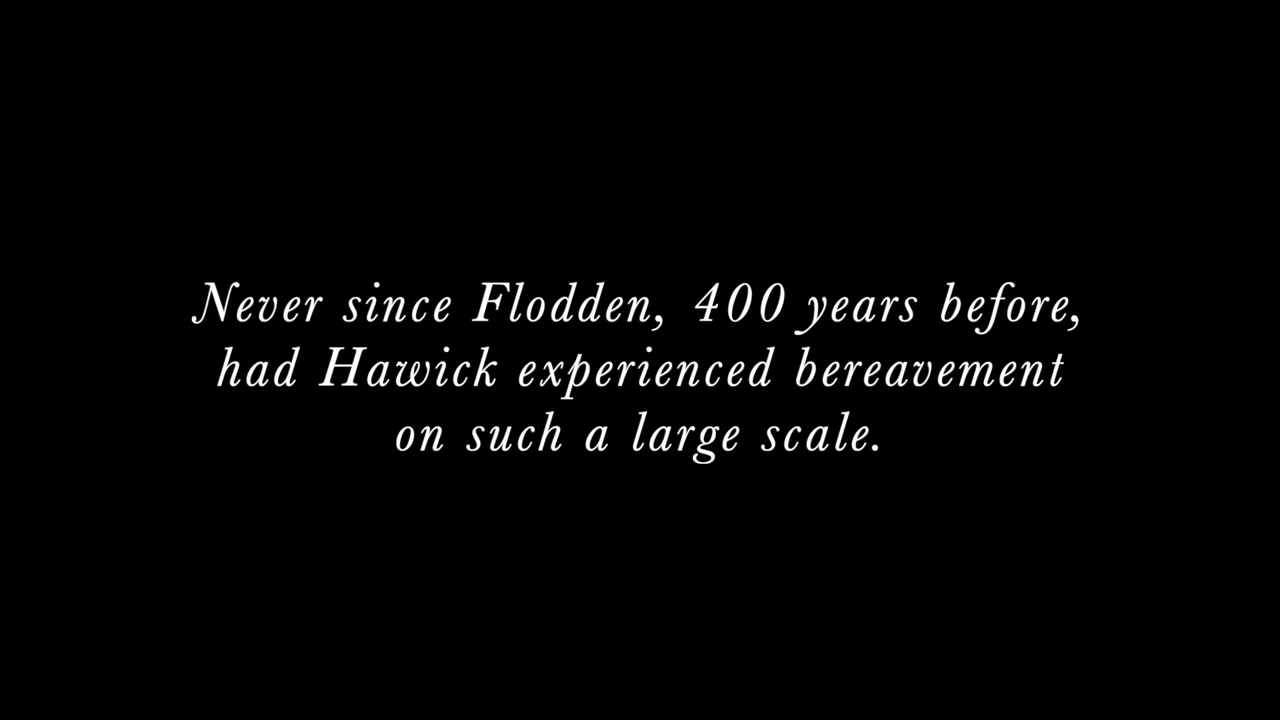 Never since Flodden, 400 years before,
had Hawick experienced bereavement
on such a large scale.